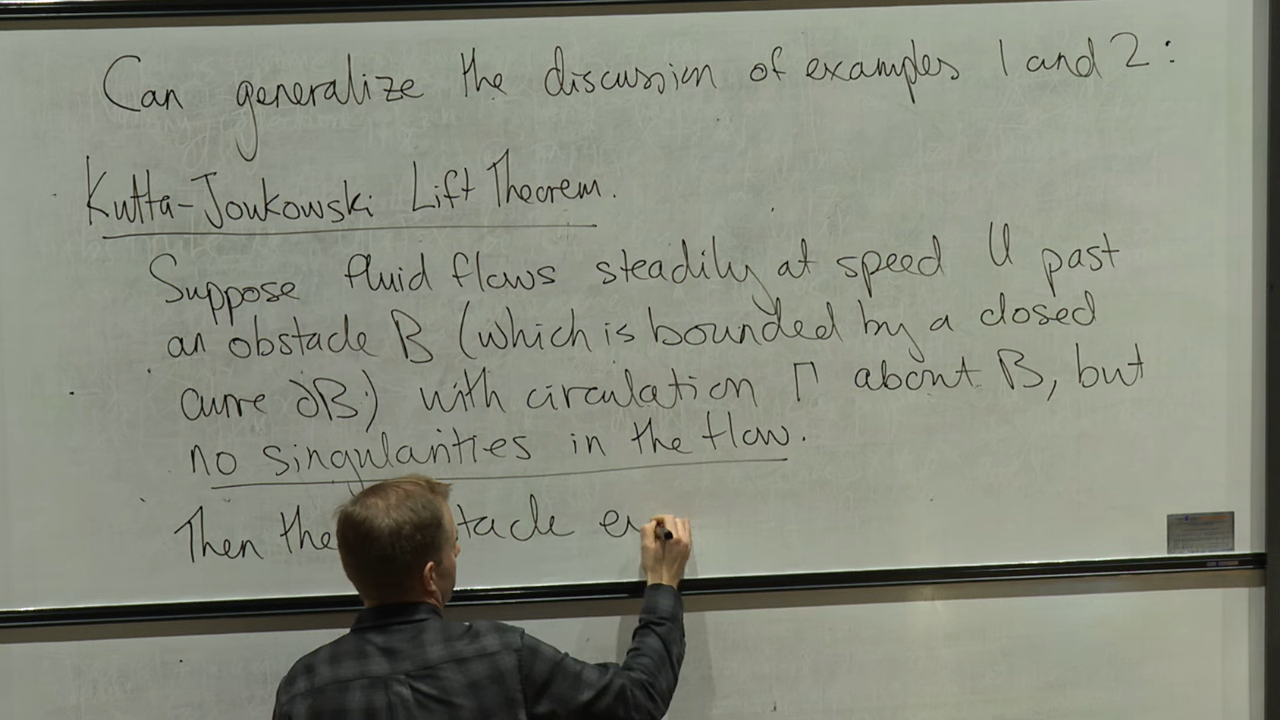 Can generalize the discussion of examples 1 and 2:
Kutta-Joukowski Lift Theorem.
Suppose fluid flows steadily at speed U past
an obstacle B (which is bounded by a closed
curve ∂B) with circulation Γ about B, but
no singularities in the flow.
Then the tacle e